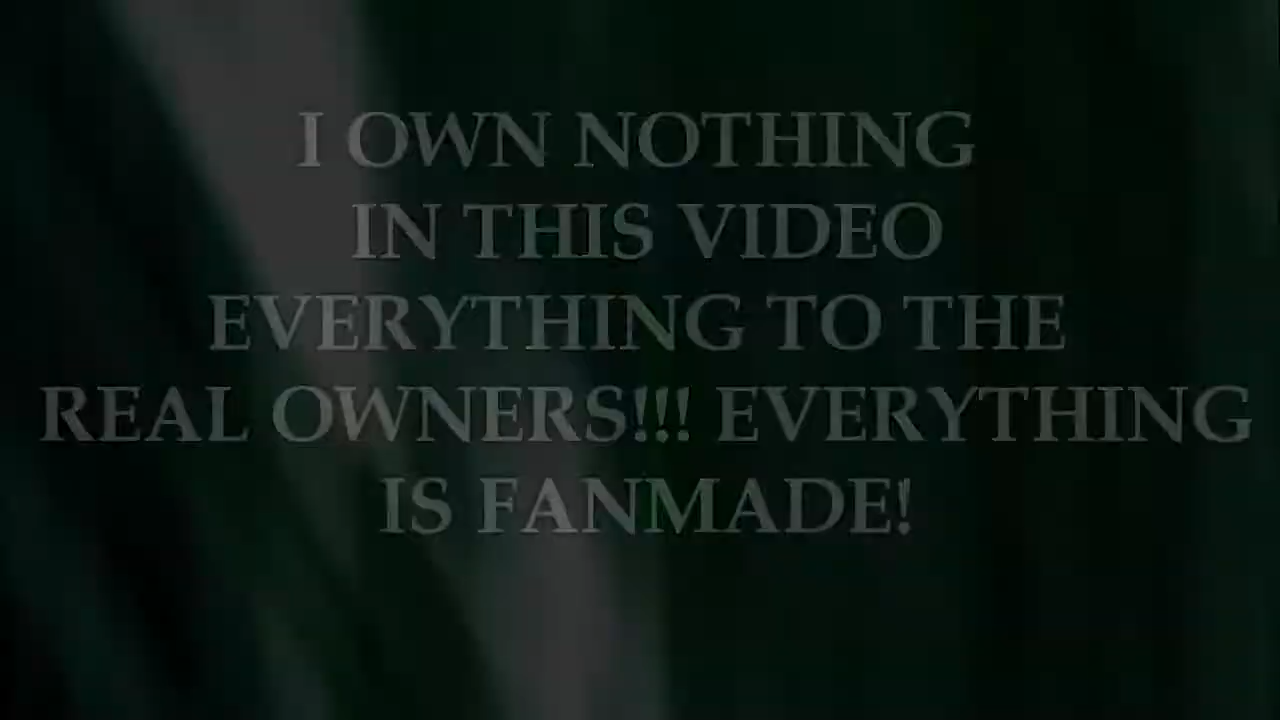 I OWN NOTHING
IN THIS VIDEO
EVERYTHING TO THE
REAL OWNERS!!! EVERYTHING
IS FANMADE!